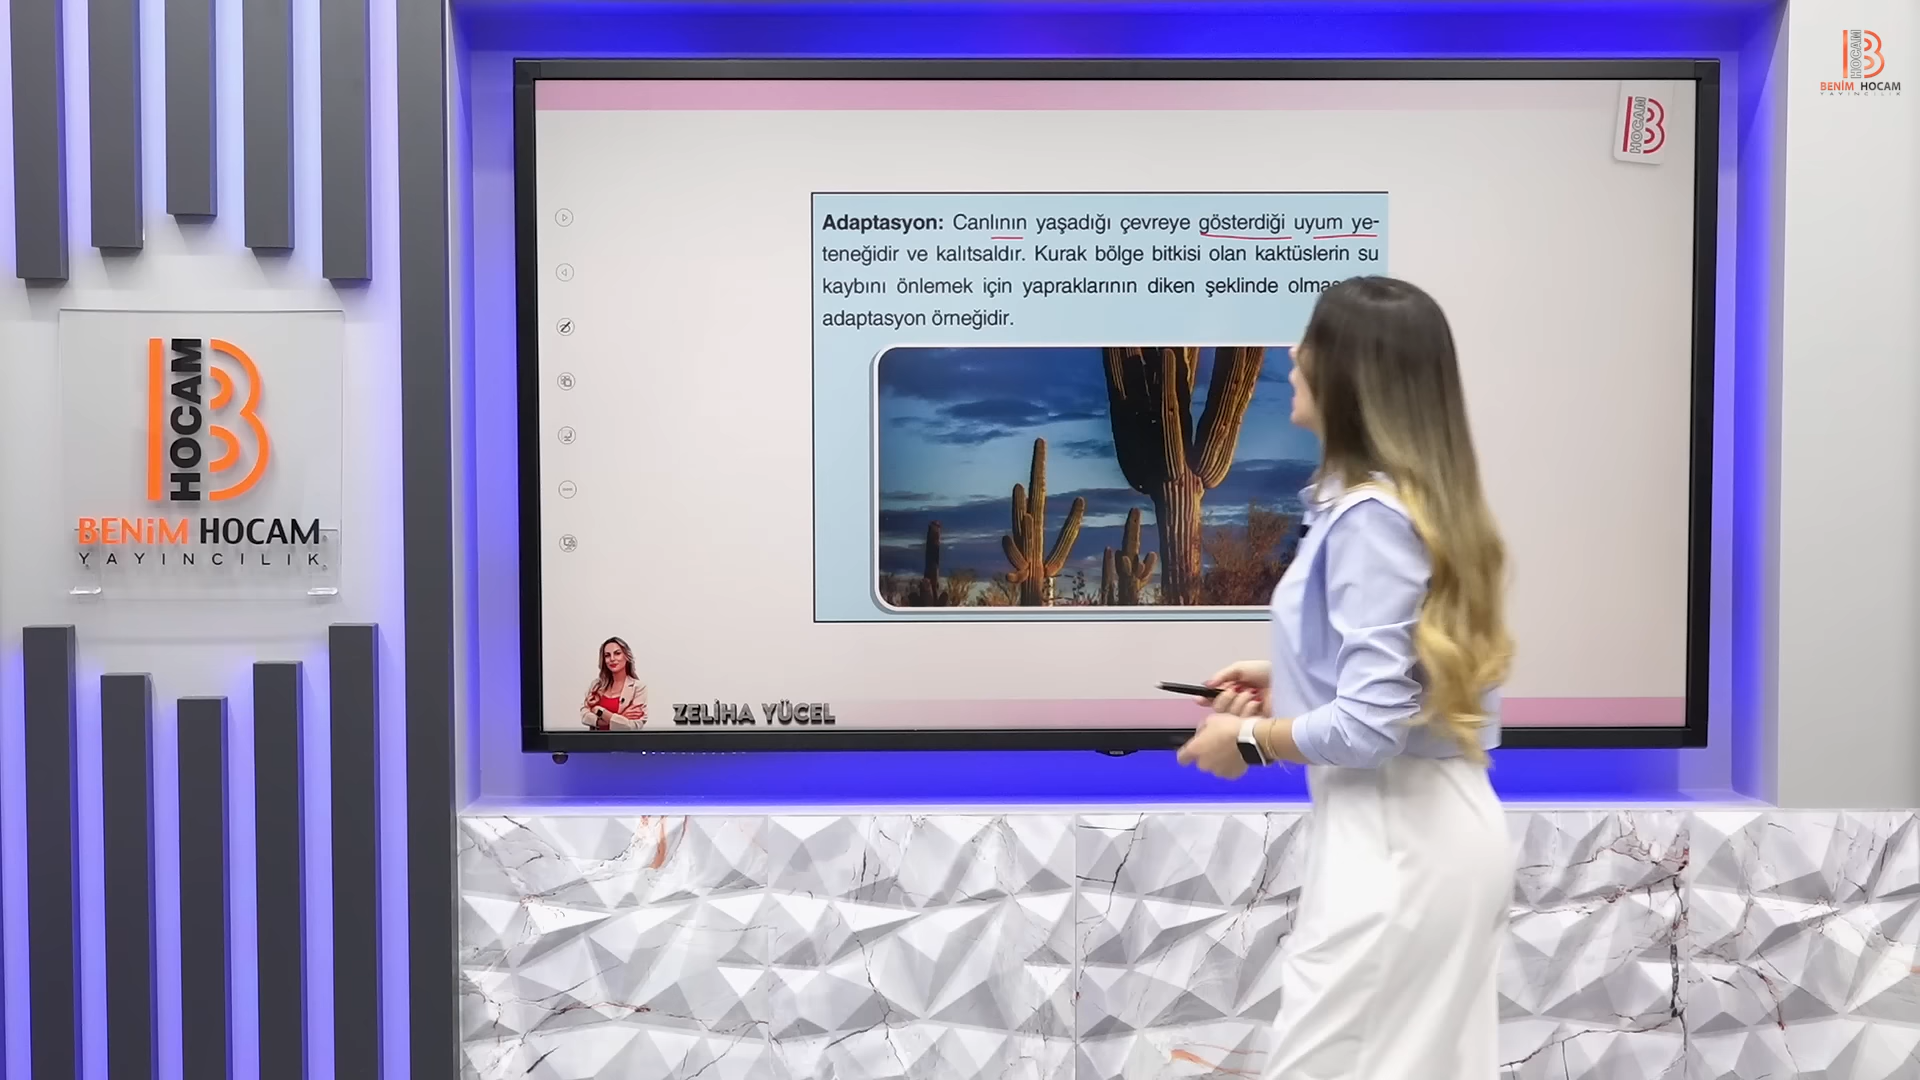 HOCAM
BENİM HOCAM
YAYINCILIK
HOCAM
Adaptasyon: Canlının yaşadığı çevreye gösterdiği uyum ye-
teneğidir ve kalıtsaldır. Kurak bölge bitkisi olan kaktüslerin su
kaybını önlemek için yapraklarının diken şeklinde
adaptasyon örneğidir.
ZELİHA YÜCEL
HOCAM
BENİM HOCAM
YAYINCILIK